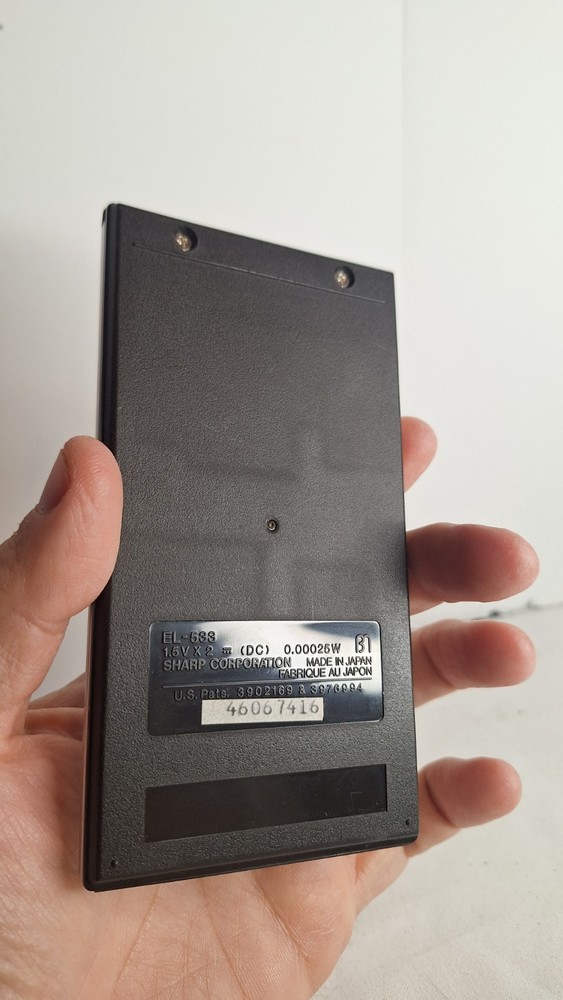 EL-533
1.5V X 2 ⎓ (DC) 0.00025W
SHARP CORPORATION MADE IN JAPAN
FABRIQUE AU JAPON
U.S. Pats. 3902169 & 3976994
46067416